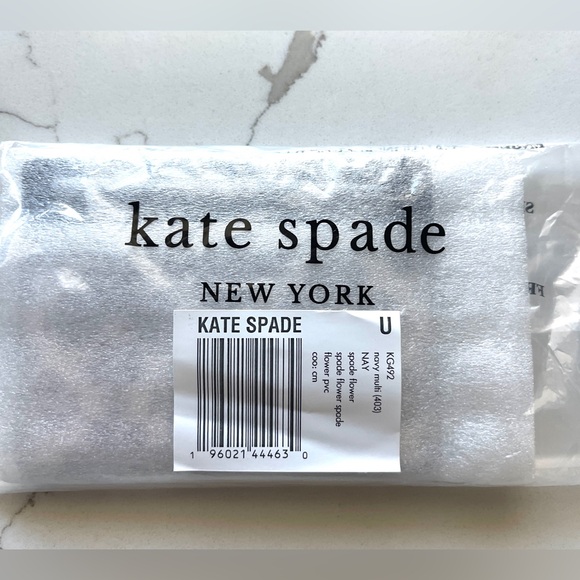 kate spade
NEW YORK
KATE SPADE U
KG492
navy multi (403)
NAY
spade flower
spade flower spade
flower pvc
coo: cm
1 96021 44463 0